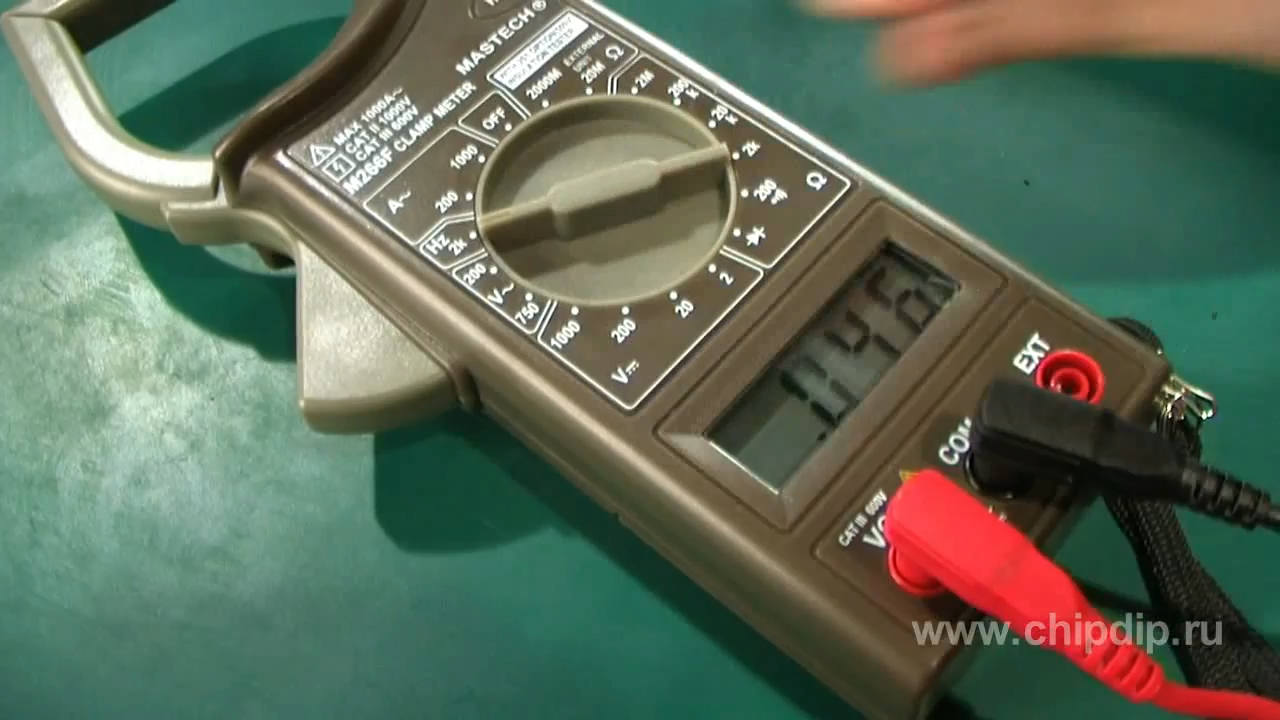 MASTECH®
M266F CLAMP METER
MAX 1000A~
CAT II 1000V
CAT III 600V
INSULATION TESTER
EXTERNAL
UNIT
OFF
2000M
20M
Ω
2M
200k
20k
2k
200
Ω
2
20
200
1000
V
750
200
V~
2k
Hz
200
1000
A~
EXT
COM
CAT III 600V
www.chipdip.ru